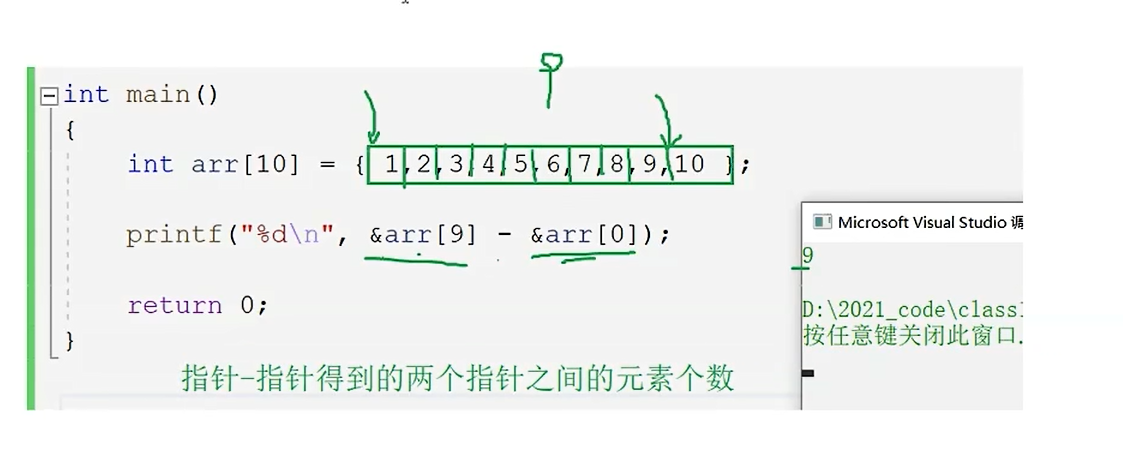 int main()
{
int arr[10] = { 1,2,3,4,5,6,7,8,9,10 };
printf("%d\n", &arr[9] - &arr[0]);
return 0;
}
指针-指针得到的两个指针之间的元素个数
Microsoft Visual Studio 调
9
D:\2021_code\class1
按任意键关闭此窗口.